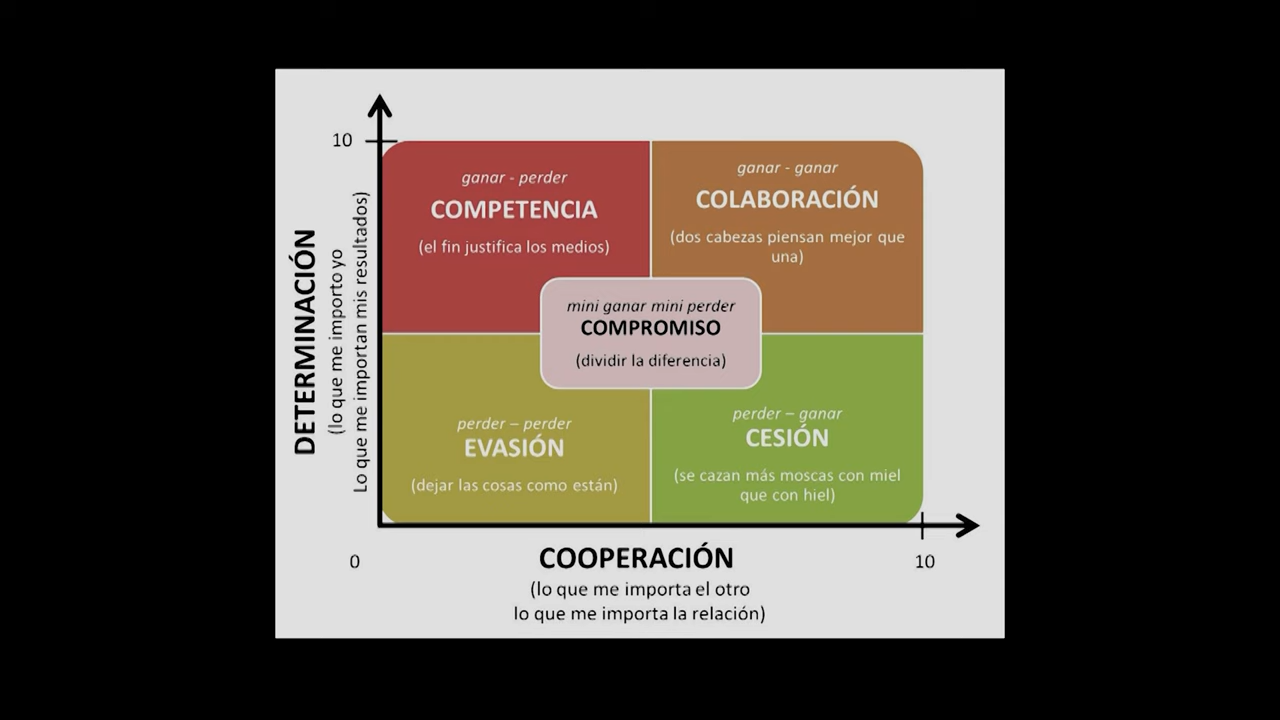 10
DETERMINACIÓN
(lo que me importo yo
Lo que me importan mis resultados)
ganar - perder
COMPETENCIA
(el fin justifica los medios)
ganar - ganar
COLABORACIÓN
(dos cabezas piensan mejor que
una)
mini ganar mini perder
COMPROMISO
(dividir la diferencia)
perder – perder
EVASIÓN
(dejar las cosas como están)
perder – ganar
CESIÓN
(se cazan más moscas con miel
que con hiel)
0
COOPERACIÓN
10
(lo que me importa el otro
lo que me importa la relación)